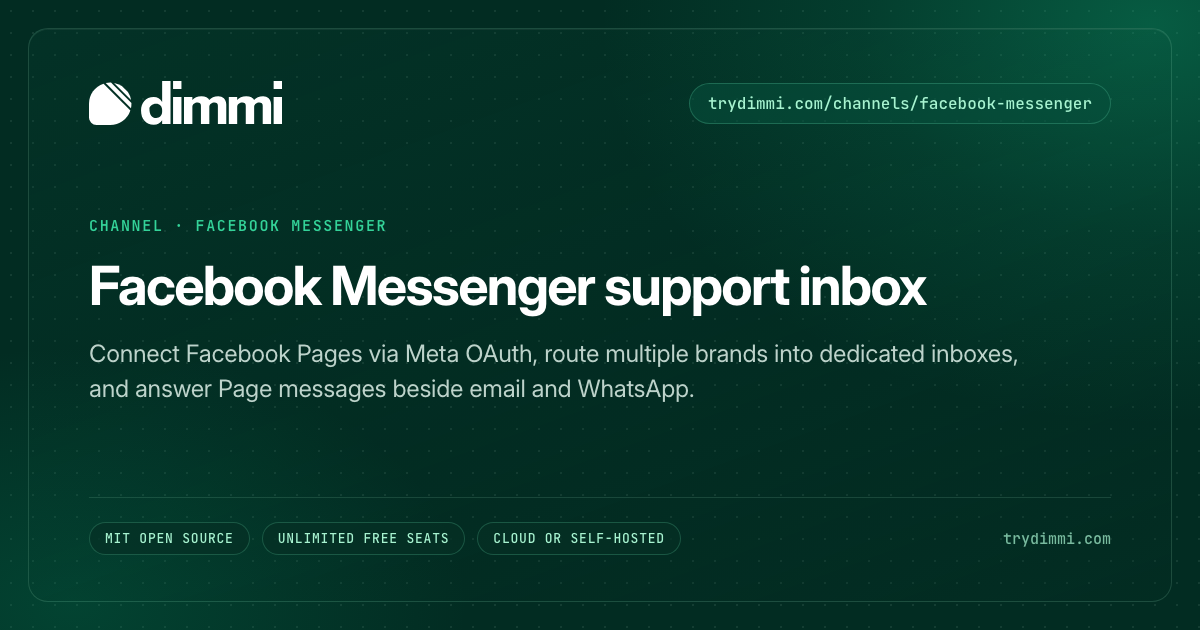 dimmi
trydimmi.com/channels/facebook-messenger
CHANNEL · FACEBOOK MESSENGER
Facebook Messenger support inbox
Connect Facebook Pages via Meta OAuth, route multiple brands into dedicated inboxes,
and answer Page messages beside email and WhatsApp.
MIT OPEN SOURCE
UNLIMITED FREE SEATS
CLOUD OR SELF-HOSTED
trydimmi.com